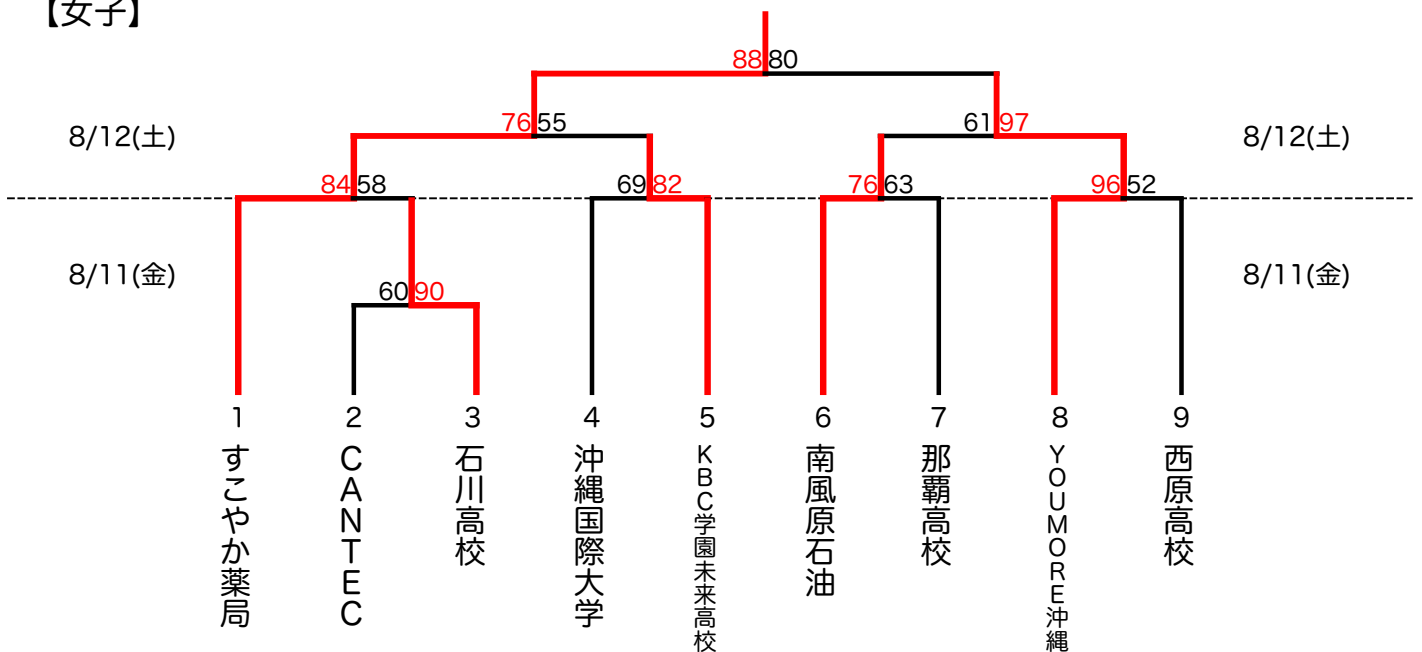 【女子】
88 80
76 55
61 97
8/12(土)
8/12(土)
84 58
69 82
76 63
96 52
8/11(金)
8/11(金)
60 90
1 2 3 4 5 6 7 8 9
すこやか薬局
CANTEC
石川高校
沖縄国際大学
KBC学園未来高校
南風原石油
那覇高校
YOUMORE沖縄
西原高校